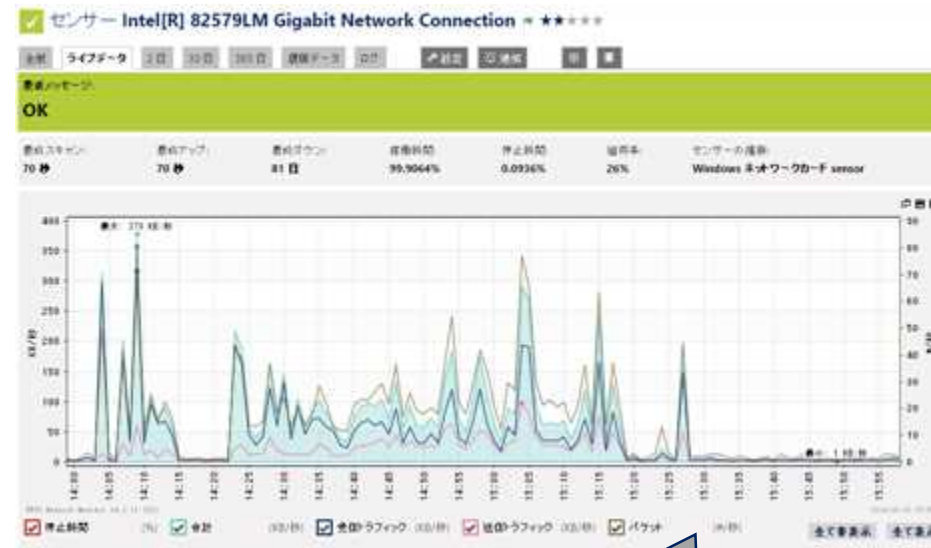 センサー Intel[R] 82579LM Gigabit Network Connection
全般 ライブデータ 2 日 30 日 365 日 履歴データ ログ 設定 通知
最終メッセージ:
OK
最終スキャン: 最終アップ: 最終ダウン: 稼働時間: 停止時間: センサーの種類:
70 秒 70 秒 81 日 99.9064% 0.0936% 26% Windows ネットワークカード sensor
400 350 300 250 200 150 100 50 0
KB/秒
90 80 70 60 50 40 30 20 10 0
14:00 14:05 14:10 14:15 14:20 14:25 14:30 14:35 14:40 14:45 14:50 14:55 15:00 15:05 15:10 15:15 15:20 15:25 15:30 15:35 15:40 15:45 15:50 15:55
停止時間 (%) 合計 (KB/秒) 受信トラフィック (KB/秒) 送信トラフィック (KB/秒) パケット
全て非表示